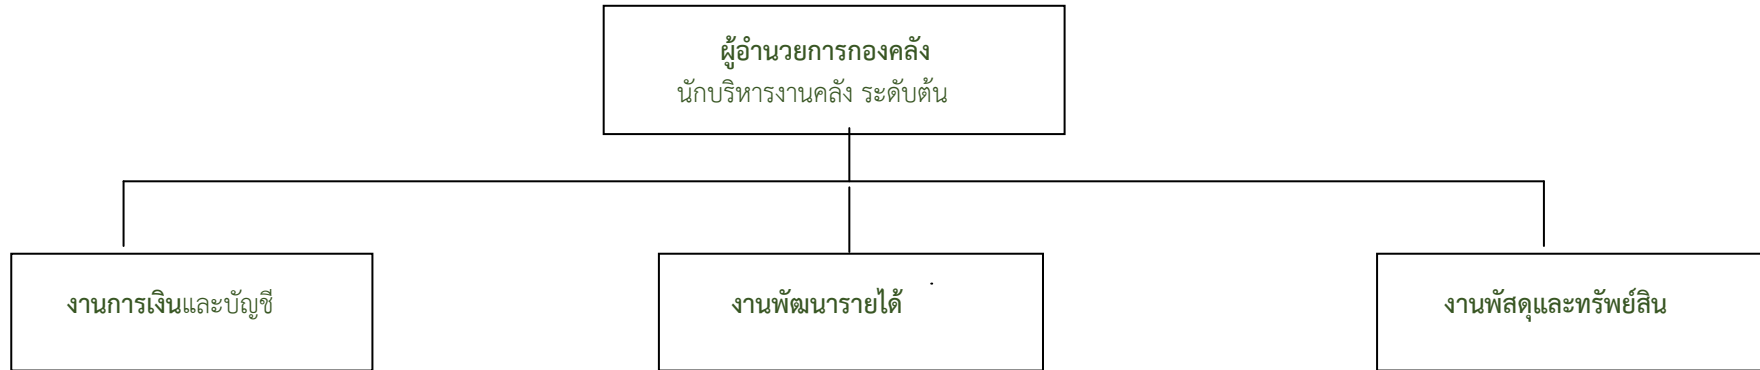 ผู้อำนวยการกองคลัง
นักบริหารงานคลัง ระดับต้น
งานการเงินและบัญชี
งานพัฒนารายได้
งานพัสดุและทรัพย์สิน